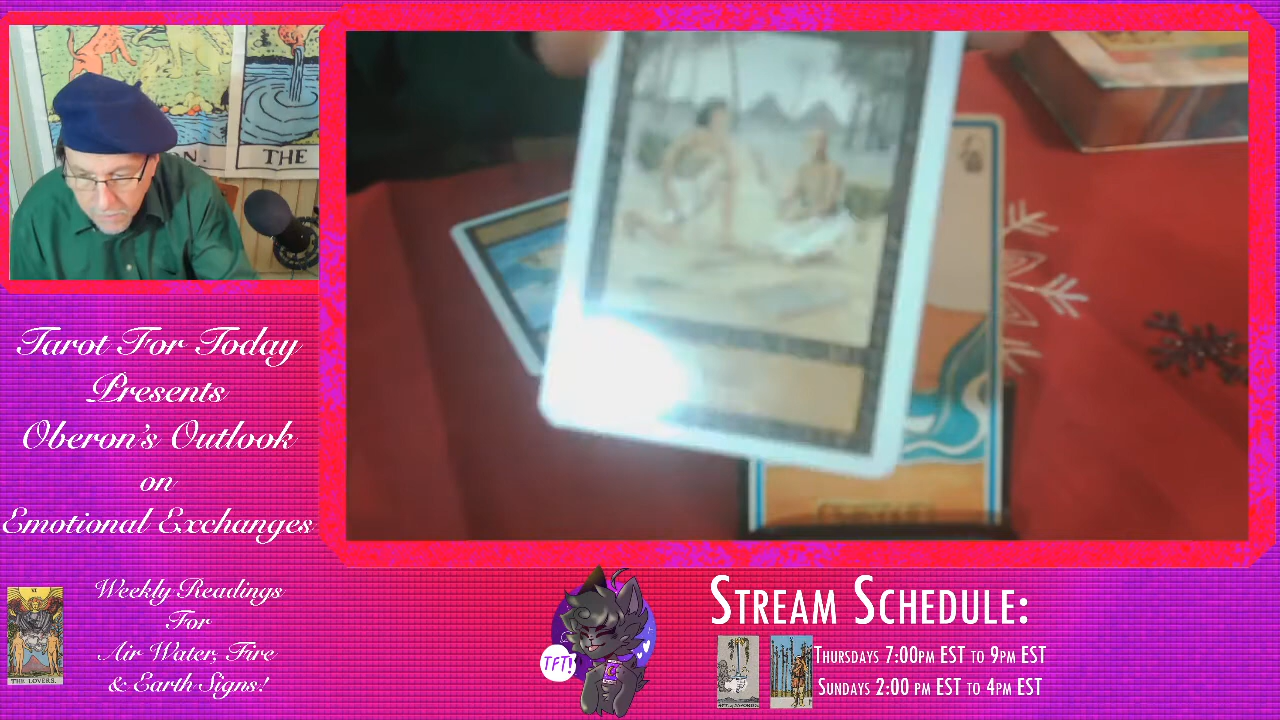 N.
THE
Tarot For Today
Presents
Oberon's Outlook
on
Emotional Exchanges
Weekly Readings
For
Air Water, Fire
& Earth Signs!
VI
THE LOVERS.
TFT!
STREAM SCHEDULE:
THURSDAYS 7:00PM EST TO 9PM EST
SUNDAYS 2:00 PM EST TO 4PM EST